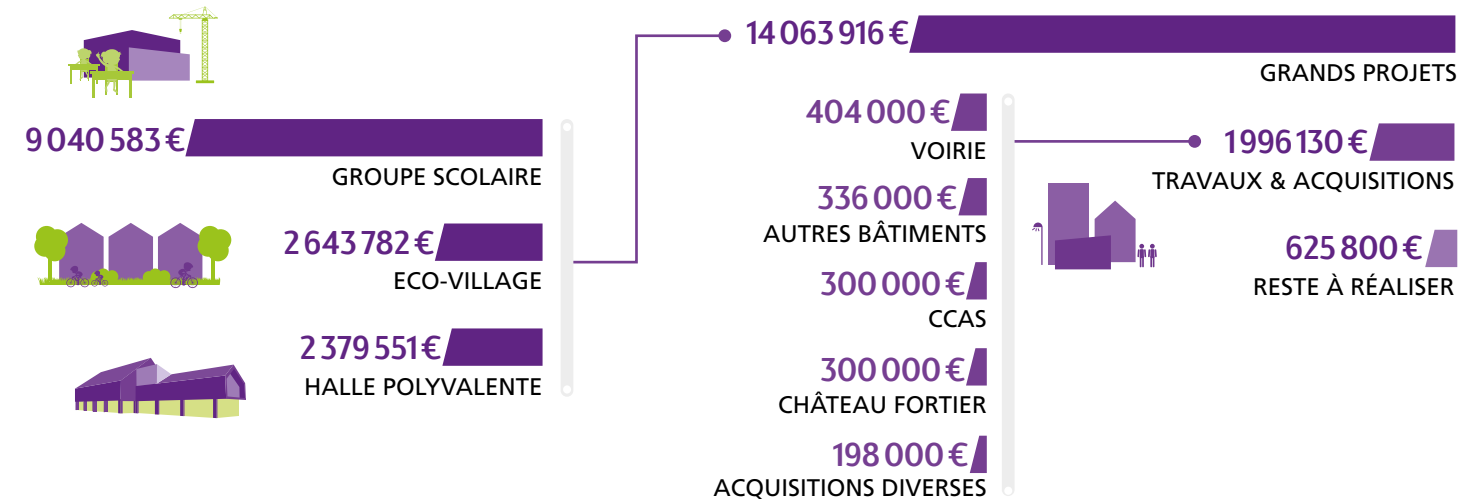 9 040 583 €
GROUPE SCOLAIRE
2 643 782 €
ECO-VILLAGE
2 379 551 €
HALLE POLYVALENTE
14 063 916 €
GRANDS PROJETS
404 000 €
VOIRIE
336 000 €
AUTRES BÂTIMENTS
300 000 €
CCAS
300 000 €
CHÂTEAU FORTIER
198 000 €
ACQUISITIONS DIVERSES
1 996 130 €
TRAVAUX & ACQUISITIONS
625 800 €
RESTE À RÉALISER